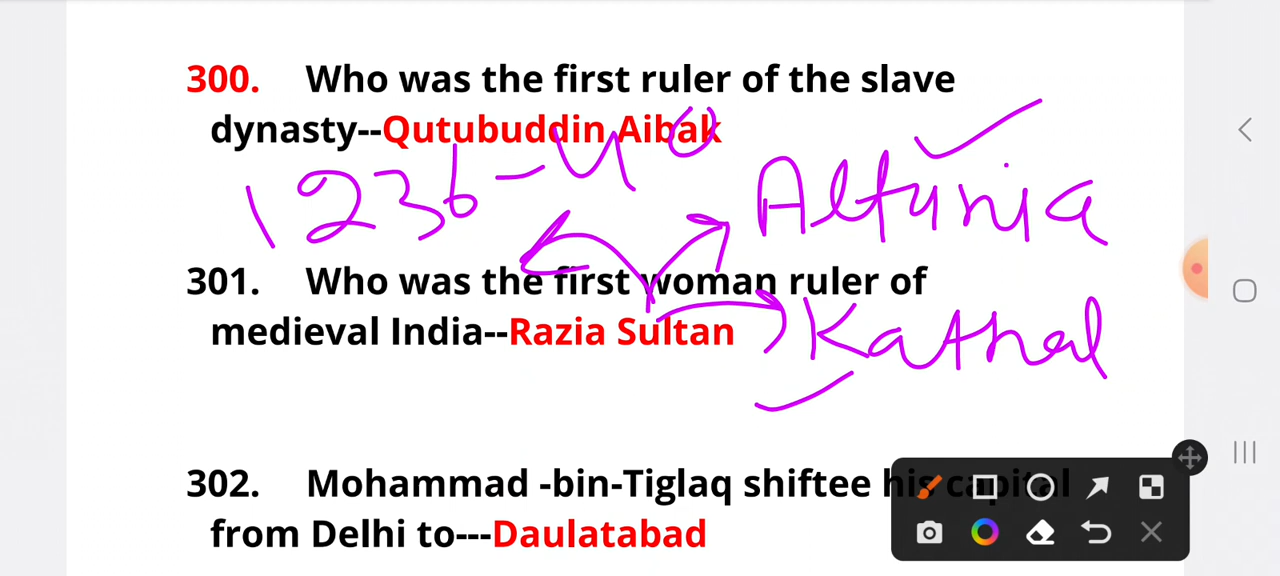 300. Who was the first ruler of the slave
dynasty--Qutubuddin Aibak
1236-40
Altunia
301. Who was the first woman ruler of
medieval India--Razia Sultan
Kathal
302. Mohammad -bin-Tiglaq shiftee his capital
from Delhi to---Daulatabad